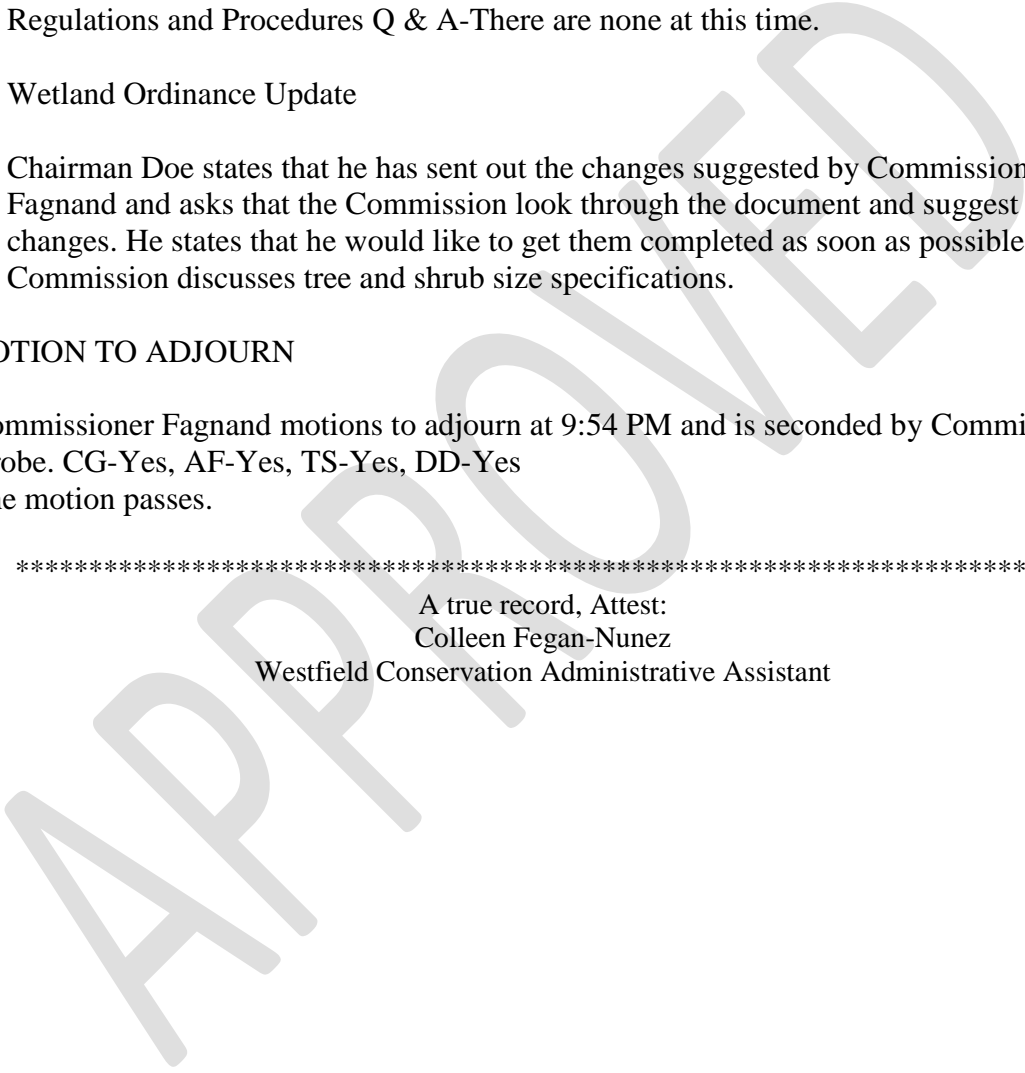 Regulations and Procedures Q & A-There are none at this time.
Wetland Ordinance Update
Chairman Doe states that he has sent out the changes suggested by Commission
Fagnand and asks that the Commission look through the document and suggest
changes. He states that he would like to get them completed as soon as possible
Commission discusses tree and shrub size specifications.
OTION TO ADJOURN
ommissioner Fagnand motions to adjourn at 9:54 PM and is seconded by Commi
robe. CG-Yes, AF-Yes, TS-Yes, DD-Yes
he motion passes.
*********************************************************************
A true record, Attest:
Colleen Fegan-Nunez
Westfield Conservation Administrative Assistant
APPROVED